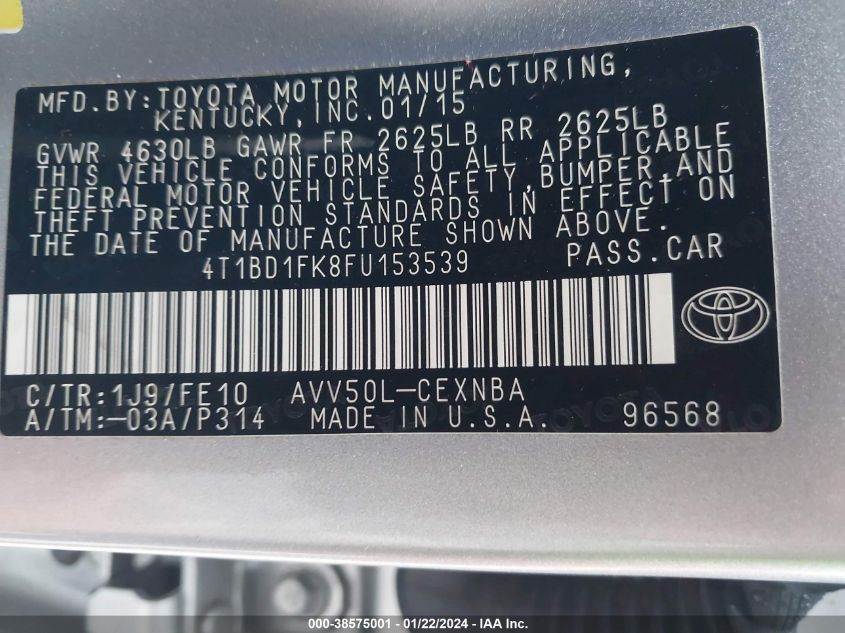 MFD.BY:TOYOTA MOTOR MANUFACTURING,
KENTUCKY,INC.01/15
GVWR 4630LB GAWR FR 2625LB RR 2625LB
THIS VEHICLE CONFORMS TO ALL APPLICABLE
FEDERAL MOTOR VEHICLE SAFETY,BUMPER,AND
THEFT PREVENTION STANDARDS IN EFFECT ON
THE DATE OF MANUFACTURE SHOWN ABOVE.
4T1BD1FK8FU153539 PASS.CAR
C/TR:1J9/FE10 AVV50L-CEXNBA
A/TM:-03A/P314 MADE IN U.S.A. 96568
000-38575001 - 01/22/2024 - IAA Inc.